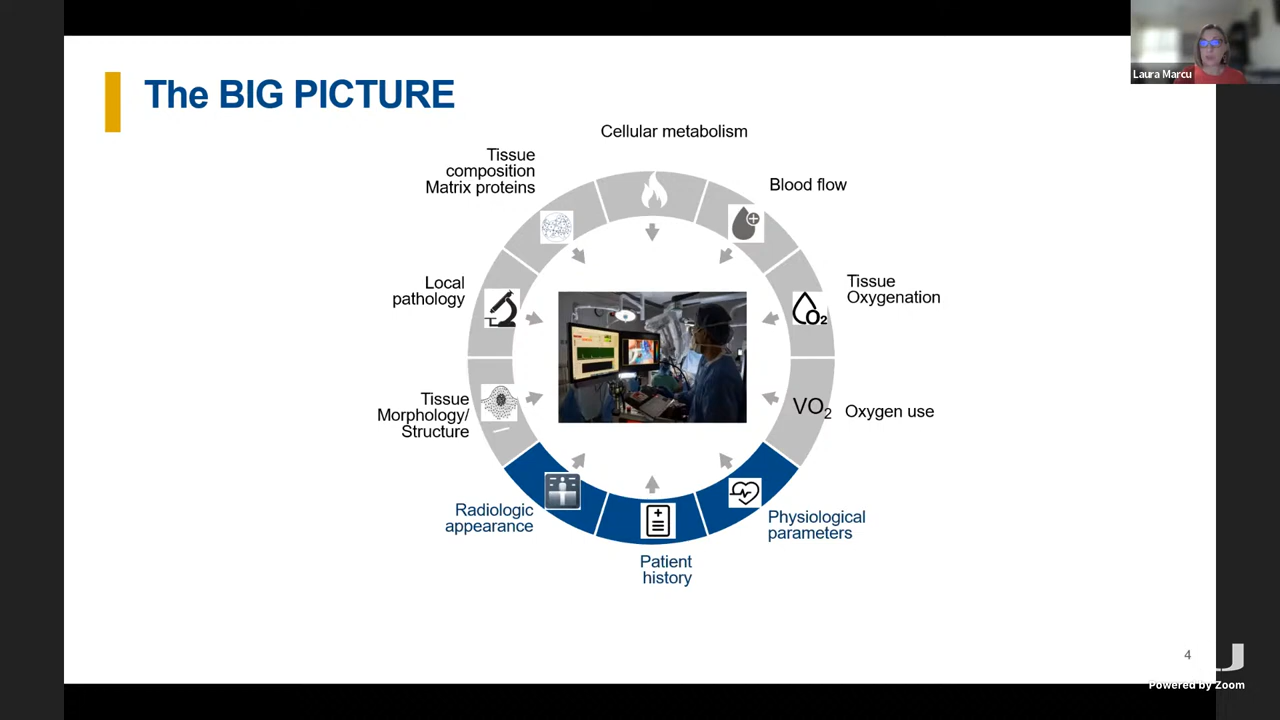 Laura Marcu
The BIG PICTURE
Cellular metabolism
Tissue
composition
Matrix proteins
Blood flow
Local
pathology
Tissue
Oxygenation
O2
Tissue
Morphology/
Structure
VO2
Oxygen use
Radiologic
appearance
Physiological
parameters
Patient
history
4
Powered by Zoom